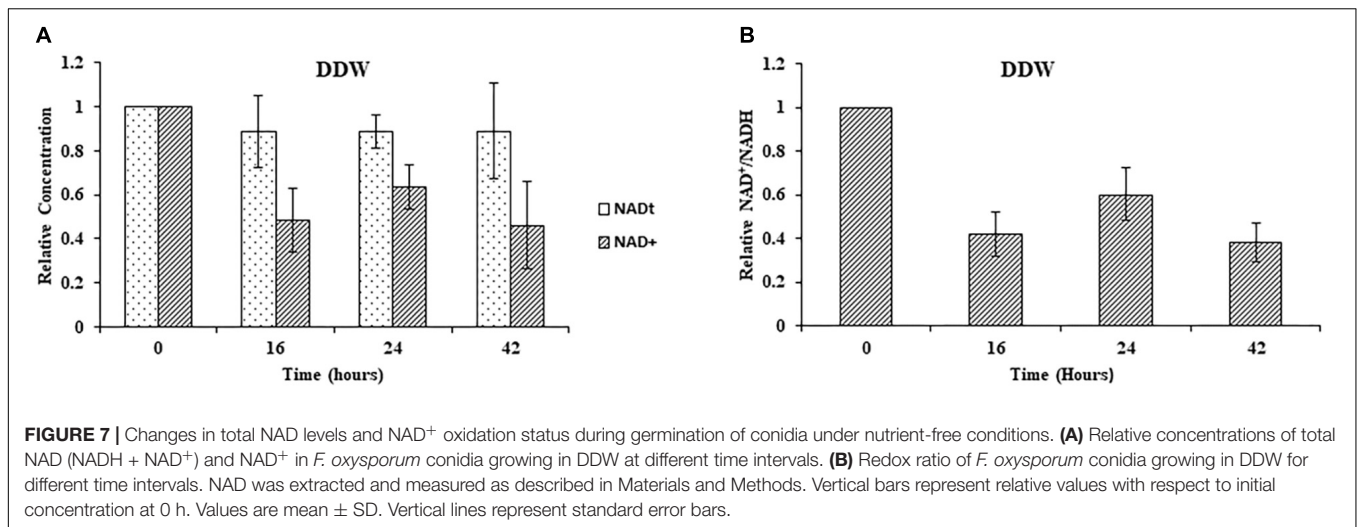 A
DDW
1.2
1
0.8
0.6
0.4
0.2
0
Relative Concentration
0 16 24 42
Time (hours)
NADt
NAD+
B
DDW
1.2
1
0.8
0.6
0.4
0.2
0
Relative NAD⁺/NADH
0 16 24 42
Time (Hours)
FIGURE 7 | Changes in total NAD levels and NAD⁺ oxidation status during germination of conidia under nutrient-free conditions. (A) Relative concentrations of total
NAD (NADH + NAD⁺) and NAD⁺ in F. oxysporum conidia growing in DDW at different time intervals. (B) Redox ratio of F. oxysporum conidia growing in DDW for
different time intervals. NAD was extracted and measured as described in Materials and Methods. Vertical bars represent relative values with respect to initial
concentration at 0 h. Values are mean ± SD. Vertical lines represent standard error bars.